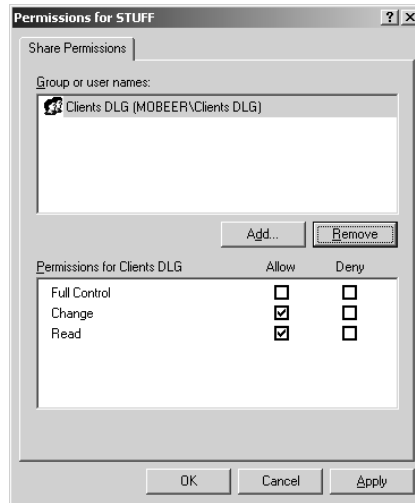 Permissions for STUFF
Share Permissions
Group or user names:
Clients DLG (MOBEER\Clients DLG)
Add... Remove
Permissions for Clients DLG Allow Deny
Full Control
Change
Read
OK Cancel Apply